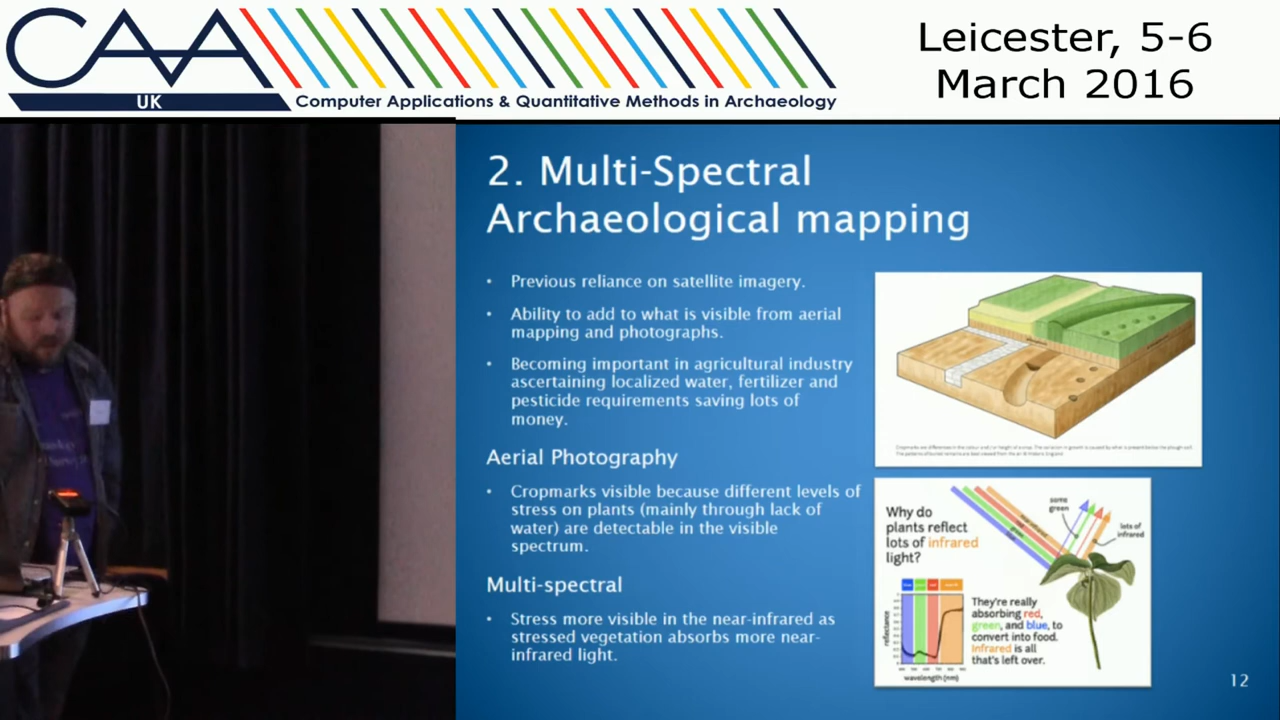 CAA
UK
Computer Applications & Quantitative Methods in Archaeology
Leicester, 5-6
March 2016
2. Multi-Spectral
Archaeological mapping
• Previous reliance on satellite imagery.
• Ability to add to what is visible from aerial
mapping and photographs.
• Becoming important in agricultural industry
ascertaining localized water, fertilizer and
pesticide requirements saving lots of
money.
Aerial Photography
• Cropmarks visible because different levels of
stress on plants (mainly through lack of
water) are detectable in the visible
spectrum.
Multi-spectral
• Stress more visible in the near-infrared as
stressed vegetation absorbs more near-
infrared light.
Why do
plants reflect
lots of infrared
light?
some
green
lots of
infrared
They're really
absorbing red,
green, and blue, to
convert into food.
Infrared is all
that's left over.
reflectance
wavelength (nm)
12